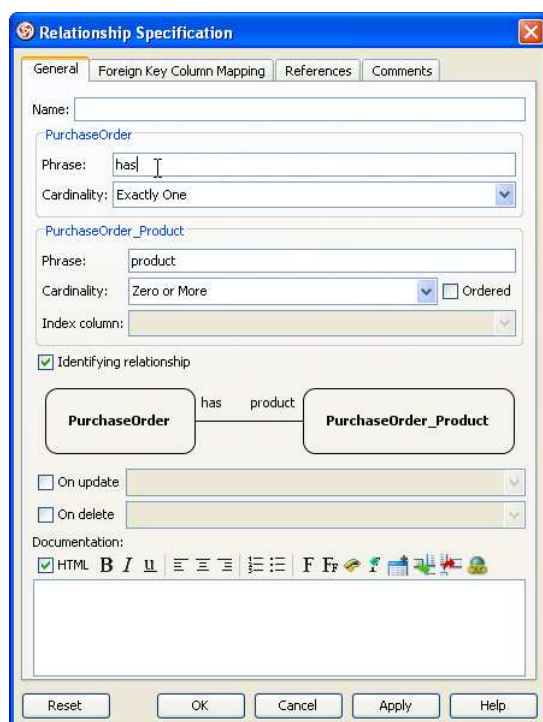 Relationship Specification
General Foreign Key Column Mapping References Comments
Name:
PurchaseOrder
Phrase: has
Cardinality: Exactly One
PurchaseOrder_Product
Phrase: product
Cardinality: Zero or More Ordered
Index column:
Identifying relationship
has product
PurchaseOrder PurchaseOrder_Product
On update
On delete
Documentation:
HTML B I u F FF
Reset OK Cancel Apply Help